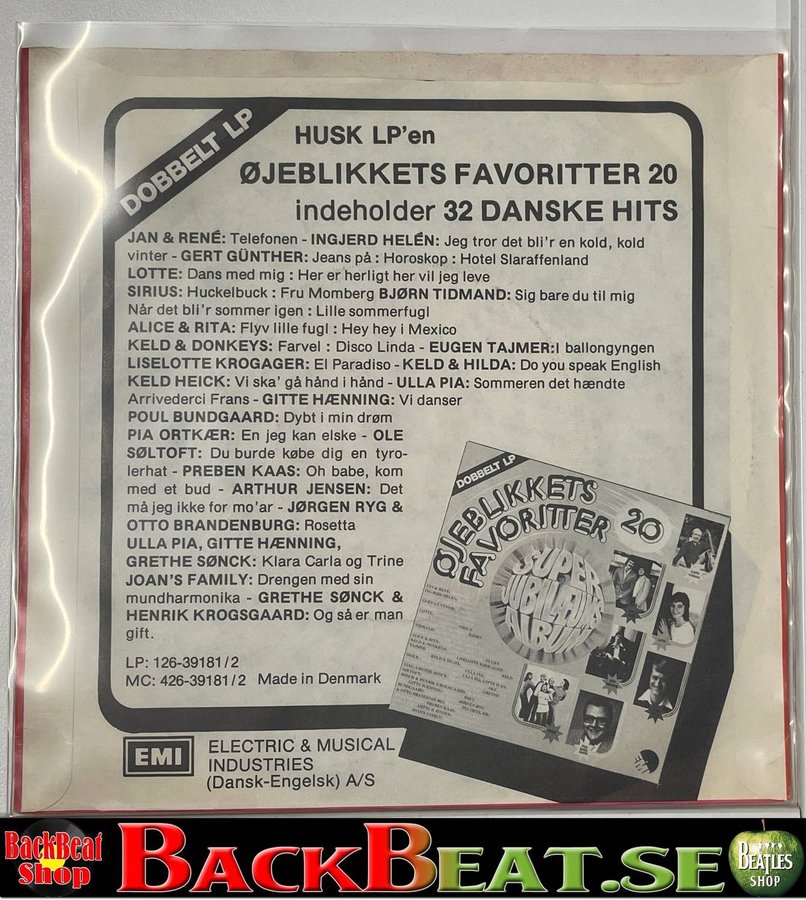 DOBBELT LP
HUSK LP'en
ØJEBLIKKETS FAVORITTER 20
indeholder 32 DANSKE HITS
JAN & RENÉ: Telefonen - INGJERD HELÉN: Jeg tror det bli'r en kold, kold
vinter - GERT GÜNTHER: Jeans på : Horoskop : Hotel Slaraffenland
LOTTE: Dans med mig : Her er herligt her vil jeg leve
SIRIUS: Huckelbuck : Fru Momberg BJØRN TIDMAND: Sig bare du til mig
Når det bli'r sommer igen : Lille sommerfugl
ALICE & RITA: Flyv lille fugl : Hey hey i Mexico
KELD & DONKEYS: Farvel : Disco Linda - EUGEN TAJMER:I ballongyngen
LISELOTTE KROGAGER: El Paradiso - KELD & HILDA: Do you speak English
KELD HEICK: Vi ska' gå hånd i hånd - ULLA PIA: Sommeren det hændte
Arrivederci Frans - GITTE HÆNNING: Vi danser
POUL BUNDGAARD: Dybt i min drøm
PIA ORTKÆR: En jeg kan elske - OLE
SØLTOFT: Du burde købe dig en tyro-
lerhat - PREBEN KAAS: Oh babe, kom
med et bud - ARTHUR JENSEN: Det
må jeg ikke for mo'ar - JØRGEN RYG &
OTTO BRANDENBURG: Rosetta
ULLA PIA, GITTE HÆNNING,
GRETHE SØNCK: Klara Carla og Trine
JOAN'S FAMILY: Drengen med sin
mundharmonika - GRETHE SØNCK &
HENRIK KROGSGAARD: Og så er man
gift.
LP: 126-39181/2
MC: 426-39181/2 Made in Denmark
DOBBELT LP
ØJEBLIKKETS
FAVORITTER 20
SUPER
JUBILÆUMS
ALBUM
EMI
ELECTRIC & MUSICAL
INDUSTRIES
(Dansk-Engelsk) A/S
BackBeat
Shop
BACKBEAT.SE
BEATLES
SHOP